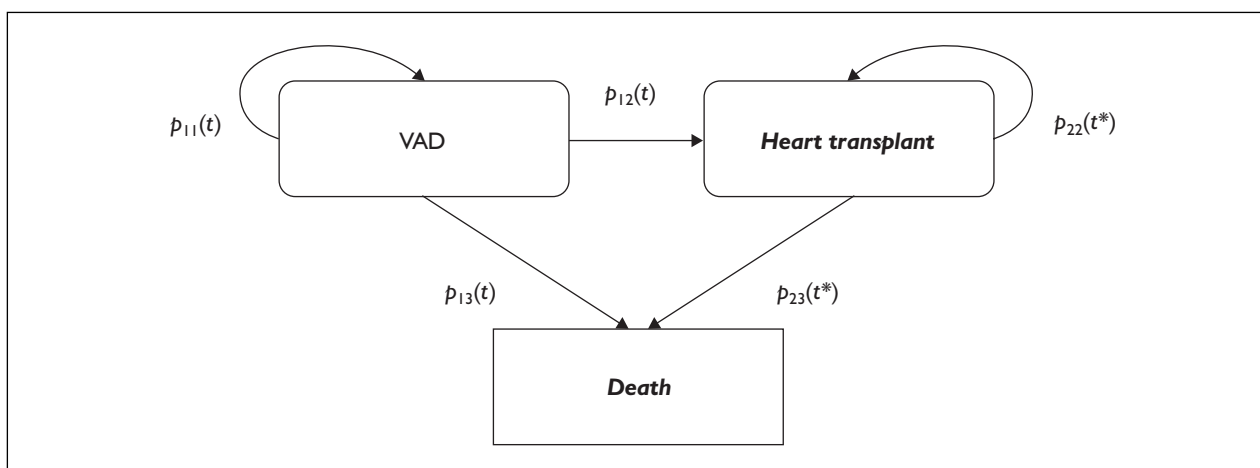 p12(t)
p11(t)
VAD
Heart transplant
p22(t*)
p13(t)
p23(t*)
Death